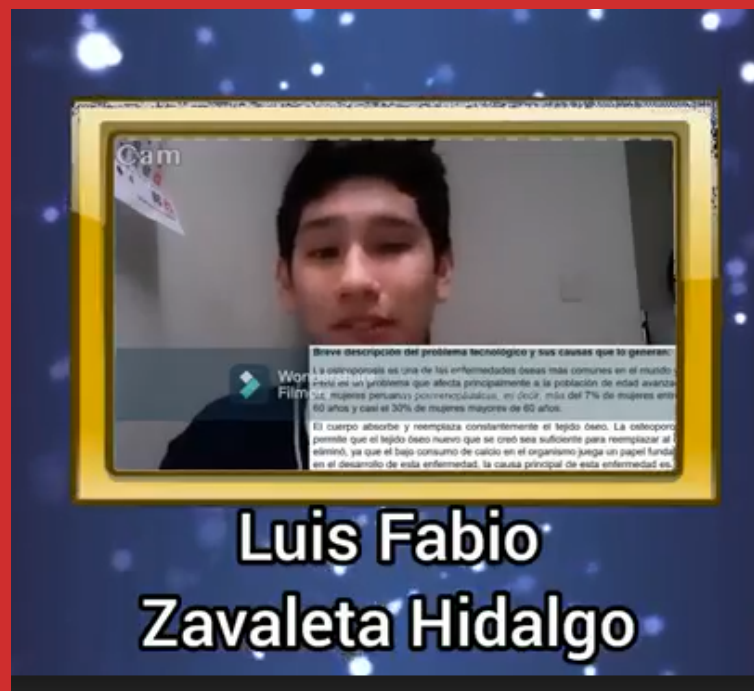 Cam
Wondershare
Filmora
Breve descripción del problema tecnológico y sus causas que lo generan:
La osteoporosis es una de las enfermedades óseas más comunes en el mundo y
es un problema que afecta principalmente a la población de edad avanza
mujeres peruanas posmenopáusicas, es decir, más del 7% de mujeres entre
60 años y casi el 30% de mujeres mayores de 60 años.
El cuerpo absorbe y reemplaza constantemente el tejido óseo. La osteoporo
permite que el tejido óseo nuevo que se creó sea suficiente para reemplazar al
eliminó, ya que el bajo consumo de calcio en el organismo juega un papel funda
en el desarrollo de esta enfermedad, la causa principal de esta enfermedad es,
Luis Fabio
Zavaleta Hidalgo